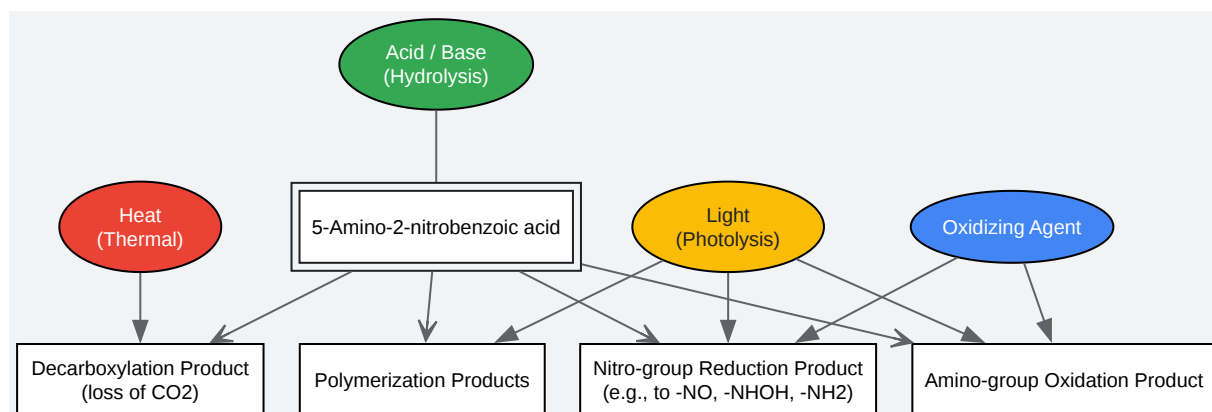 Acid / Base
(Hydrolysis)
Heat
(Thermal)
5-Amino-2-nitrobenzoic acid
Light
(Photolysis)
Oxidizing Agent
Decarboxylation Product
(loss of CO2)
Polymerization Products
Nitro-group Reduction Product
(e.g., to -NO, -NHOH, -NH2)
Amino-group Oxidation Product